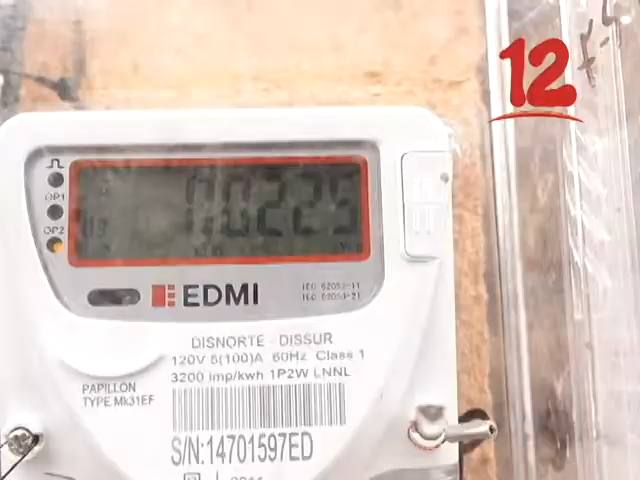 12
OP1
OP2
EDMI
IEC 62052-11
IEC 62053-21
DISNORTE - DISSUR
120V 5(100)A 60Hz Class 1
3200 imp/kwh 1P2W LNNL
PAPILLON
TYPE Mk31EF
S/N:14701597ED